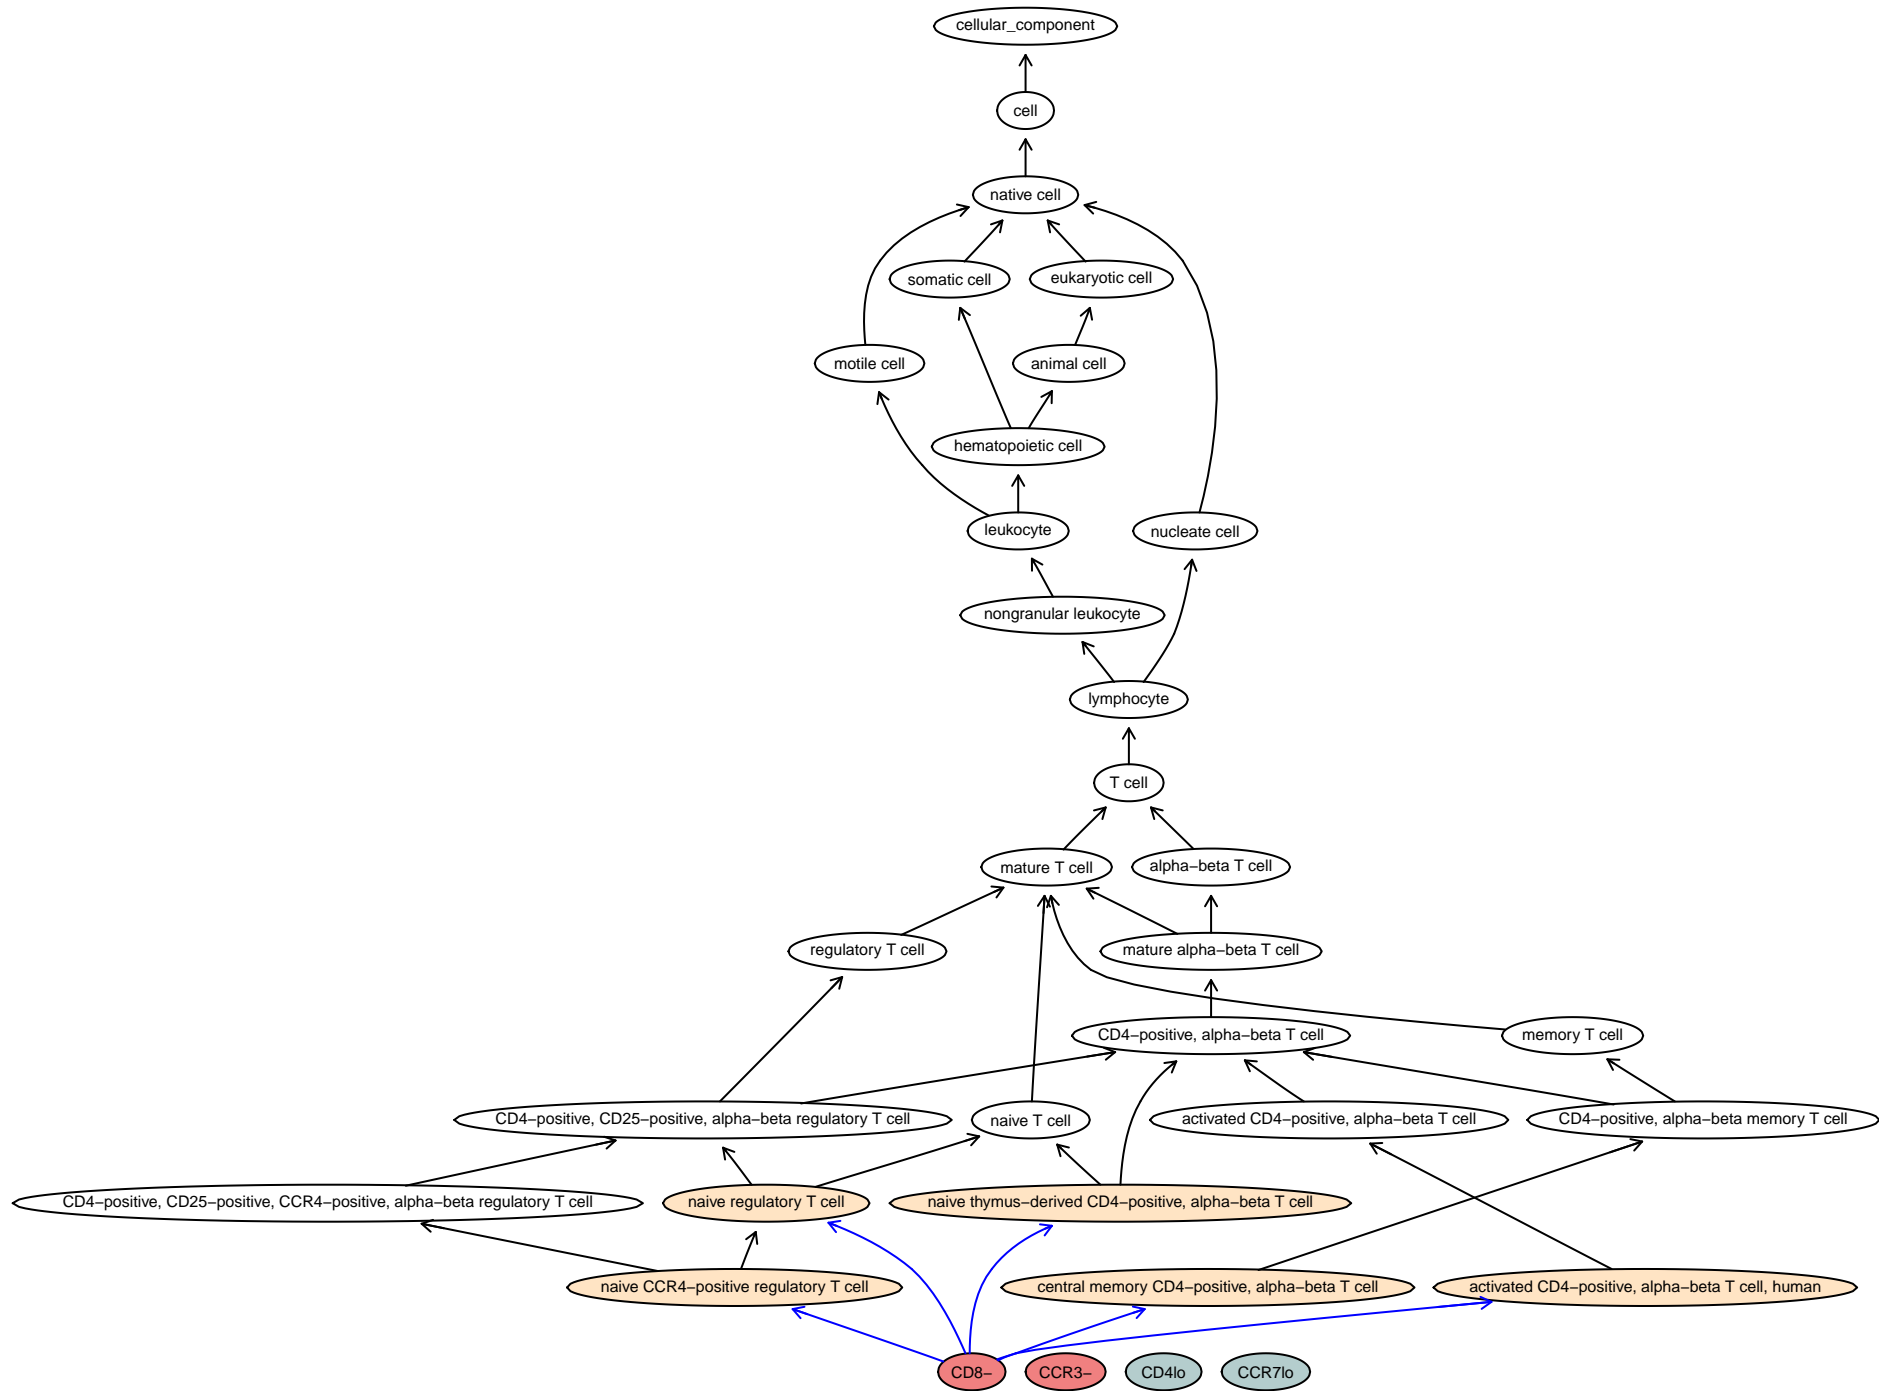 cellular_component
cell
native cell
somatic cell
eukaryotic cell
motile cell
animal cell
hematopoietic cell
leukocyte
nucleate cell
nongranular leukocyte
lymphocyte
T cell
mature T cell
alpha−beta T cell
regulatory T cell
mature alpha−beta T cell
CD4−positive, alpha−beta T cell
memory T cell
CD4−positive, CD25−positive, alpha−beta regulatory T cell
naive T cell
activated CD4−positive, alpha−beta T cell
CD4−positive, alpha−beta memory T cell
CD4−positive, CD25−positive, CCR4−positive, alpha−beta regulatory T cell
naive regulatory T cell
naive thymus−derived CD4−positive, alpha−beta T cell
naive CCR4−positive regulatory T cell
central memory CD4−positive, alpha−beta T cell
activated CD4−positive, alpha−beta T cell, human
CD8−
CCR3−
CD4lo
CCR7lo